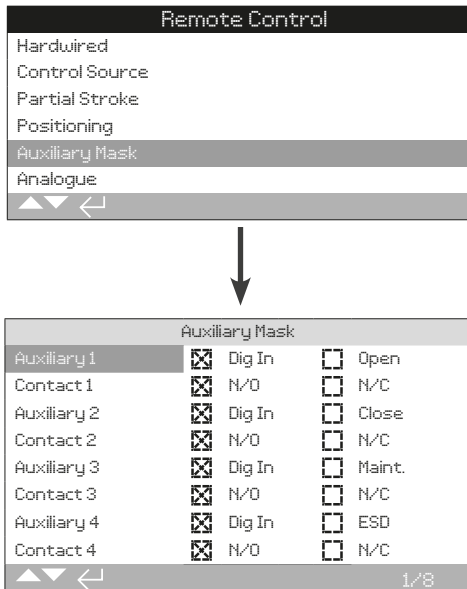 Remote Control
Hardwired
Control Source
Partial Stroke
Positioning
Auxiliary Mask
Analogue
Auxiliary Mask
Auxiliary 1 Dig In Open
Contact 1 N/O N/C
Auxiliary 2 Dig In Close
Contact 2 N/O N/C
Auxiliary 3 Dig In Maint.
Contact 3 N/O N/C
Auxiliary 4 Dig In ESD
Contact 4 N/O N/C
1/8